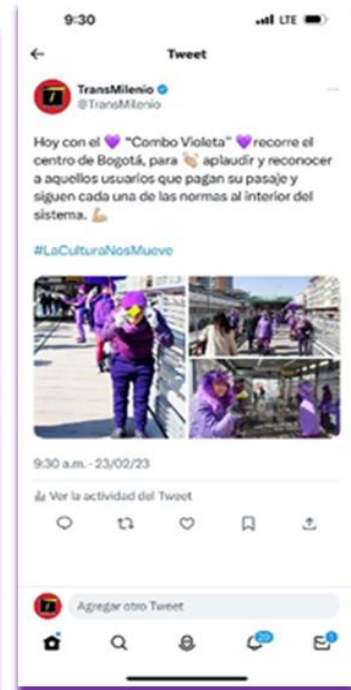 9:30
LTE
Tweet
TransMilenio
@TransMilenio
Hoy con el 💜 "Combo Violeta" 💜recorre el
centro de Bogotá, para 👏🏼 aplaudir y reconocer
a aquellos usuarios que pagan su pasaje y
siguen cada una de las normas al interior del
sistema. 💪🏼
#LaCulturaNosMueve
9:30 a.m. - 23/02/23
Ver la actividad del Tweet
Agregar otro Tweet
20
1